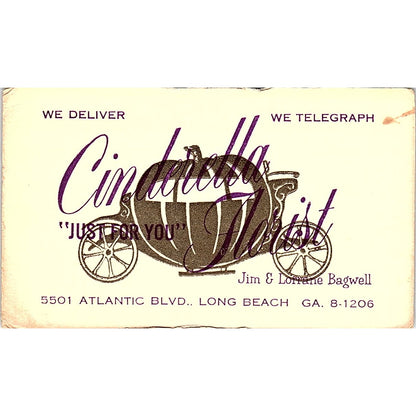 WE DELIVER
WE TELEGRAPH
Cinderella
"JUST FOR YOU"
Florist
Jim & Lorraine Bagwell
5501 ATLANTIC BLVD., LONG BEACH GA. 8-1206